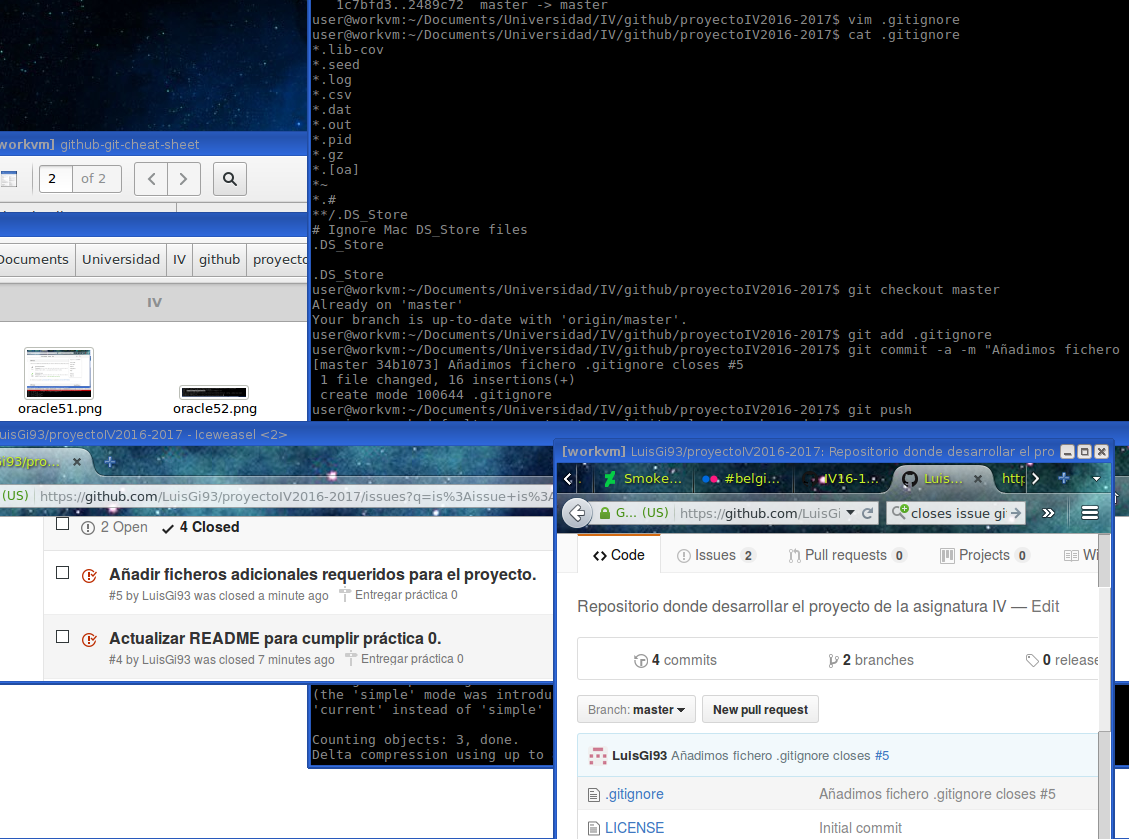 1c7bfd3..2489c72  master -> master
user@workvm:~/Documents/Universidad/IV/github/proyectoIV2016-2017$ vim .gitignore
user@workvm:~/Documents/Universidad/IV/github/proyectoIV2016-2017$ cat .gitignore
*.lib-cov
*.seed
*.log
*.csv
*.dat
*.out
*.pid
*.gz
*.[oa]
*~
*.#
**/.DS_Store
# Ignore Mac DS_Store files
.DS_Store
.DS_Store
user@workvm:~/Documents/Universidad/IV/github/proyectoIV2016-2017$ git checkout master
Already on 'master'
Your branch is up-to-date with 'origin/master'.
user@workvm:~/Documents/Universidad/IV/github/proyectoIV2016-2017$ git add .gitignore
user@workvm:~/Documents/Universidad/IV/github/proyectoIV2016-2017$ git commit -a -m "Añadimos fichero
[master 34b1073] Añadimos fichero .gitignore closes #5
1 file changed, 16 insertions(+)
create mode 100644 .gitignore
user@workvm:~/Documents/Universidad/IV/github/proyectoIV2016-2017$ git push
workvm] github-git-cheat-sheet
2 of 2
Documents Universidad IV github proyecto
IV
oracle51.png oracle52.png
uisGi93/proyectoIV2016-2017 - Iceweasel <2>
i93/pro...
(US) https://github.com/LuisGi93/proyectoIV2016-2017/issues?q=is%3Aissue+is%3A
2 Open 4 Closed
Añadir ficheros adicionales requeridos para el proyecto.
#5 by LuisGi93 was closed a minute ago Entregar práctica 0
Actualizar README para cumplir práctica 0.
#4 by LuisGi93 was closed 7 minutes ago Entregar práctica 0
(the 'simple' mode was introdu
'current' instead of 'simple'
Counting objects: 3, done.
Delta compression using up to
[workvm] LuisGi93/proyectoIV2016-2017: Repositorio donde desarrollar el pro
Smoke... #belgi... IV16-1... Luis... http
G... (US) https://github.com/LuisGi closes issue gi
Code Issues 2 Pull requests 0 Projects 0 Wi
Repositorio donde desarrollar el proyecto de la asignatura IV — Edit
4 commits 2 branches 0 release
Branch: master New pull request
LuisGi93 Añadimos fichero .gitignore closes #5
.gitignore Añadimos fichero .gitignore closes #5
LICENSE Initial commit